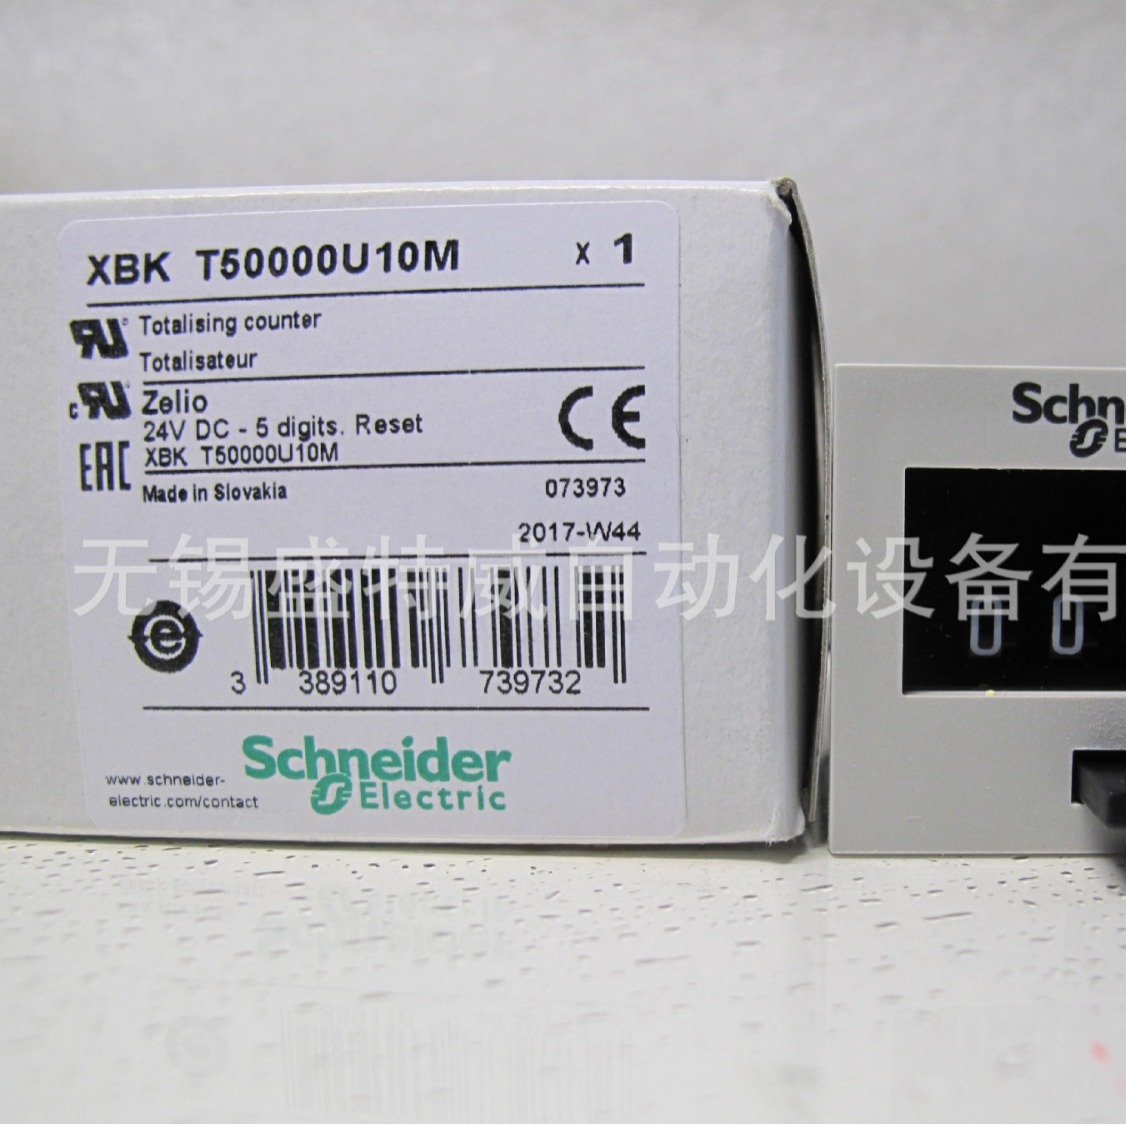 XBK T50000U10M x 1
Totalising counter
Totalisateur
Zelio
24V DC - 5 digits. Reset
XBK T50000U10M
Made in Slovakia 073973
2017-W44
无锡盛特威自动化设备有
3 389110 739732
www.schneider-
electric.com/contact
Schneider
Electric
CE
EAC
Schn
E
0 0